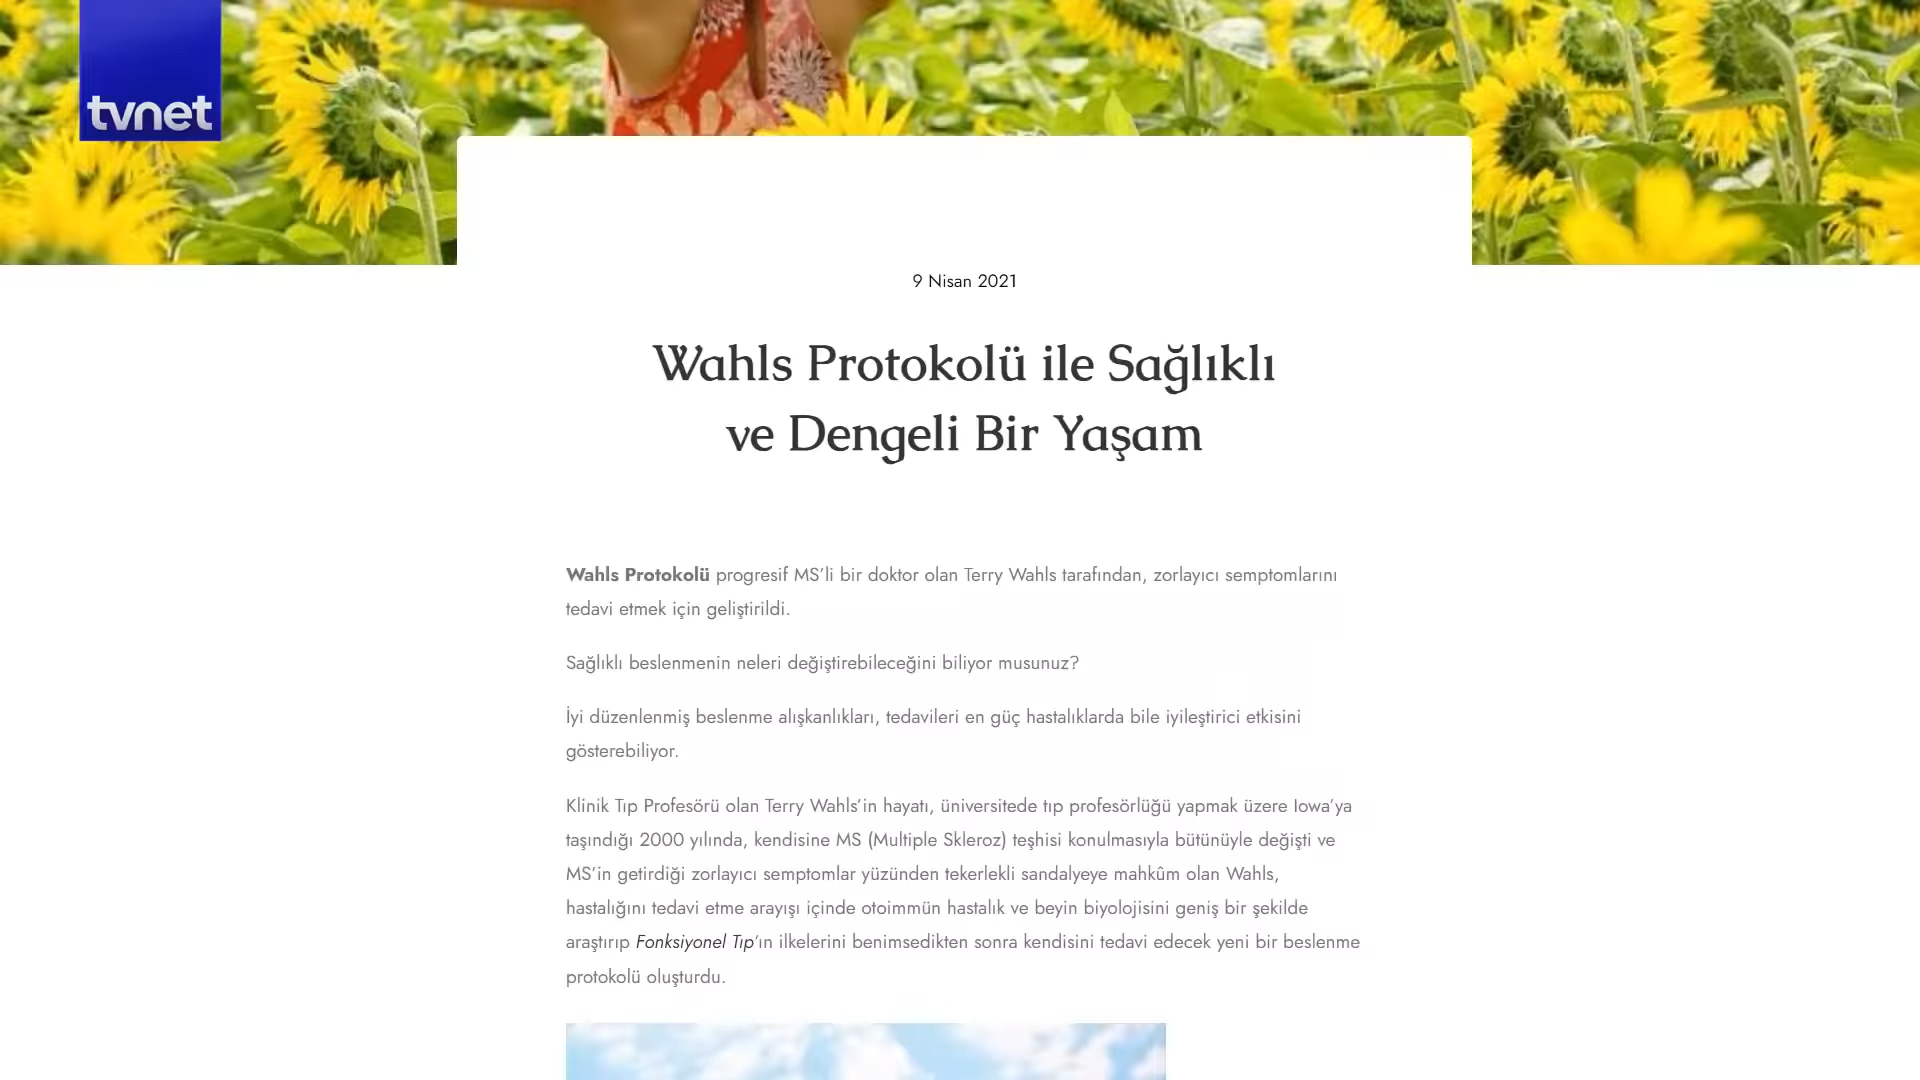 tvnet
9 Nisan 2021
Wahls Protokolü ile Sağlıklı
ve Dengeli Bir Yaşam
Wahls Protokolü progresif MS’li bir doktor olan Terry Wahls tarafından, zorlayıcı semptomlarını
tedavi etmek için geliştirildi.
Sağlıklı beslenmenin neleri değiştirebileceğini biliyor musunuz?
İyi düzenlenmiş beslenme alışkanlıkları, tedavileri en güç hastalıklarda bile iyileştirici etkisini
gösterebiliyor.
Klinik Tıp Profesörü olan Terry Wahls’in hayatı, üniversitede tıp profesörlüğü yapmak üzere Iowa’ya
taşındığı 2000 yılında, kendisine MS (Multiple Skleroz) teşhisi konulmasıyla bütünüyle değişti ve
MS’in getirdiği zorlayıcı semptomlar yüzünden tekerlekli sandalyeye mahkûm olan Wahls,
hastalığını tedavi etme arayışı içinde otoimmün hastalık ve beyin biyolojisini geniş bir şekilde
araştırıp Fonksiyonel Tıp’ın ilkelerini benimsedikten sonra kendisini tedavi edecek yeni bir beslenme
protokolü oluşturdu.